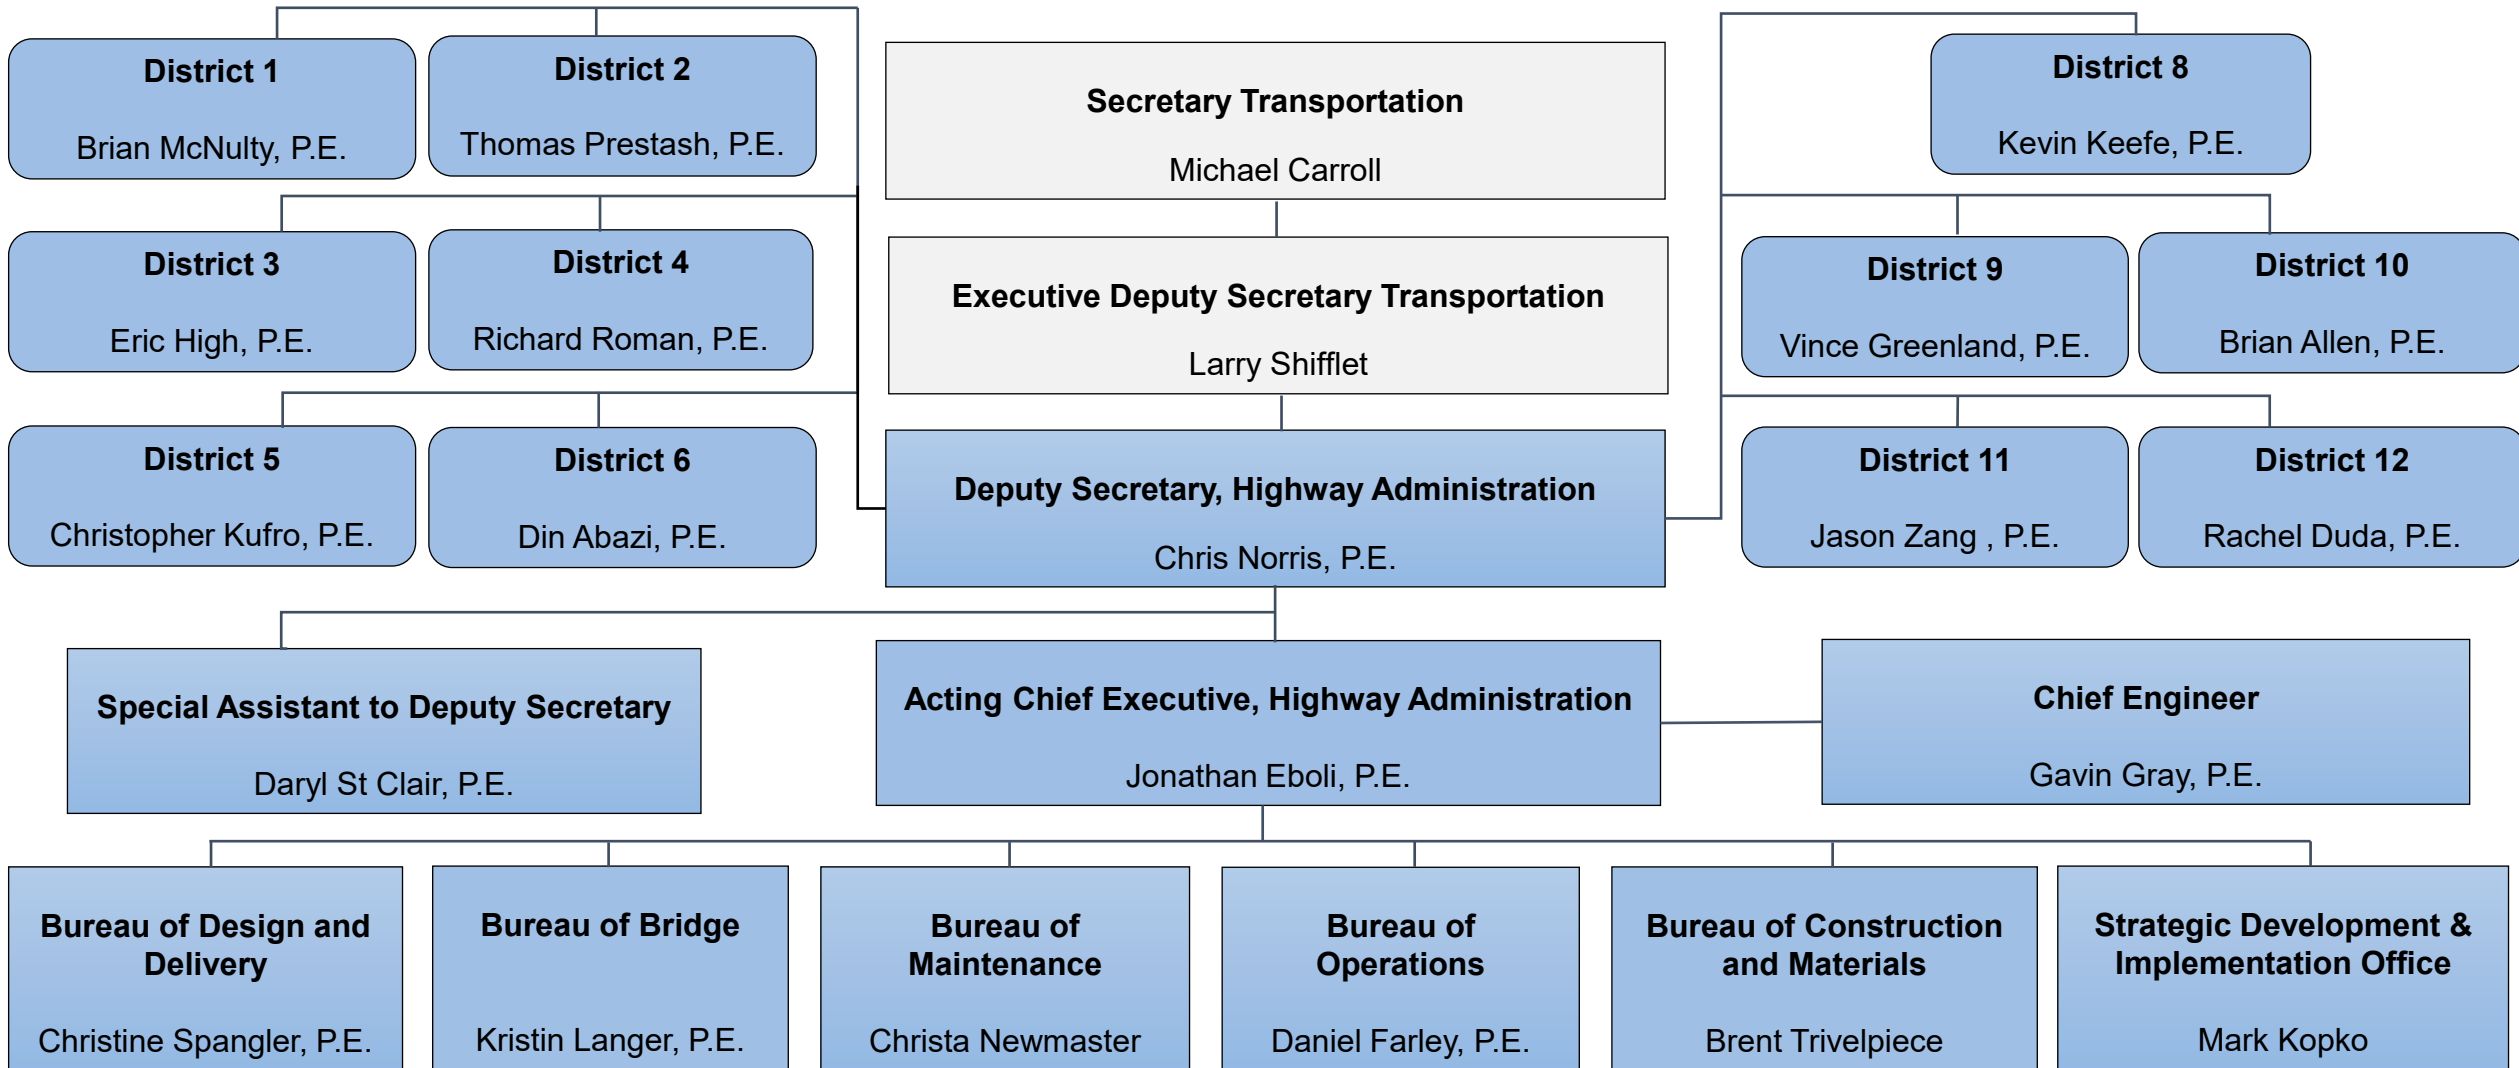 District 1
Brian McNulty, P.E.
District 2
Thomas Prestash, P.E.
Secretary Transportation
Michael Carroll
District 8
Kevin Keefe, P.E.
District 3
Eric High, P.E.
District 4
Richard Roman, P.E.
Executive Deputy Secretary Transportation
Larry Shifflet
District 9
Vince Greenland, P.E.
District 10
Brian Allen, P.E.
District 5
Christopher Kufro, P.E.
District 6
Din Abazi, P.E.
Deputy Secretary, Highway Administration
Chris Norris, P.E.
District 11
Jason Zang , P.E.
District 12
Rachel Duda, P.E.
Special Assistant to Deputy Secretary
Daryl St Clair, P.E.
Acting Chief Executive, Highway Administration
Jonathan Eboli, P.E.
Chief Engineer
Gavin Gray, P.E.
Bureau of Design and
Delivery
Christine Spangler, P.E.
Bureau of Bridge
Kristin Langer, P.E.
Bureau of
Maintenance
Christa Newmaster
Bureau of
Operations
Daniel Farley, P.E.
Bureau of Construction
and Materials
Brent Trivelpiece
Strategic Development &
Implementation Office
Mark Kopko